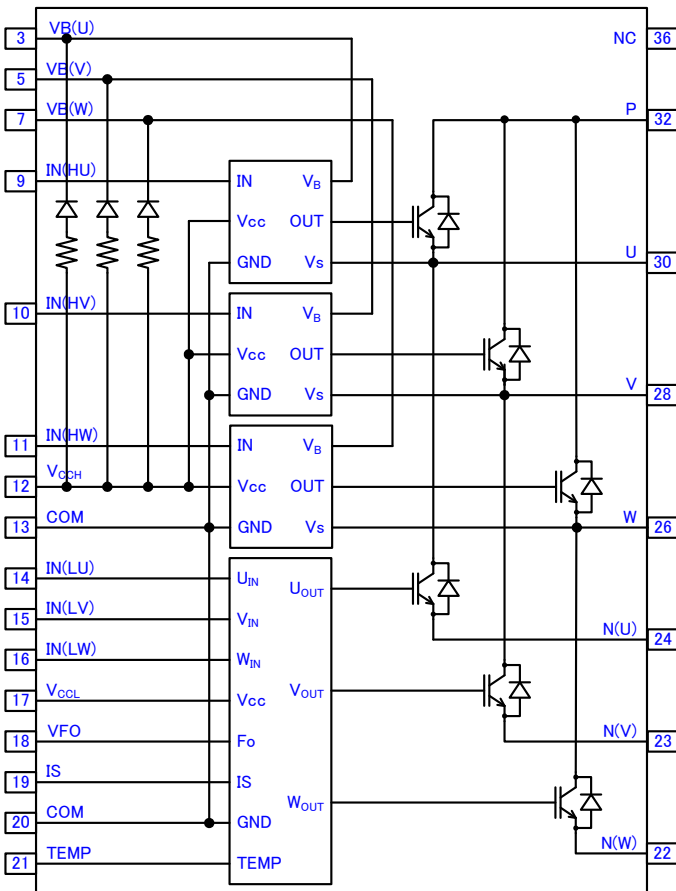 3 VB(U) NC 36
5 VB(V)
7 VB(W) P 32
9 IN(HU) IN VB
Vcc OUT
GND Vs U 30
10 IN(HV) IN VB
Vcc OUT
GND Vs V 28
11 IN(HW) IN VB
12 VCCH Vcc OUT
13 COM GND Vs W 26
14 IN(LU) UIN UOUT
15 IN(LV) VIN N(U) 24
16 IN(LW) WIN
17 VCCL Vcc VOUT
18 VFO Fo N(V) 23
19 IS IS WOUT
20 COM GND
21 TEMP TEMP N(W) 22